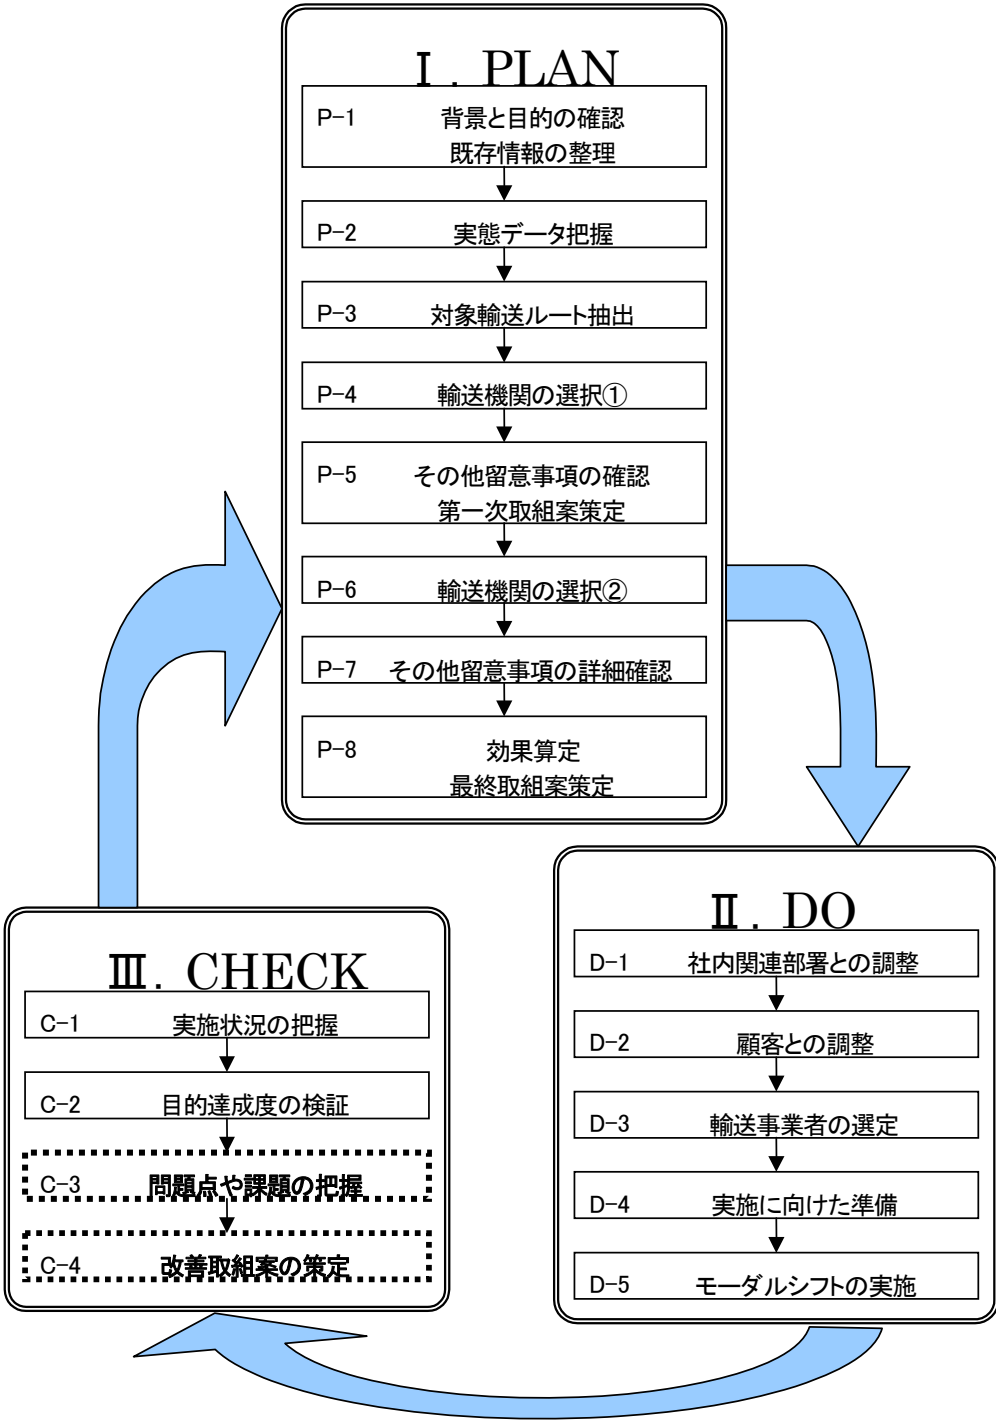 Ⅰ. PLAN
P-1 背景と目的の確認
既存情報の整理
P-2 実態データ把握
P-3 対象輸送ルート抽出
P-4 輸送機関の選択①
P-5 その他留意事項の確認
第一次取組案策定
P-6 輸送機関の選択②
P-7 その他留意事項の詳細確認
P-8 効果算定
最終取組案策定
Ⅱ. DO
D-1 社内関連部署との調整
D-2 顧客との調整
D-3 輸送事業者の選定
D-4 実施に向けた準備
D-5 モーダルシフトの実施
Ⅲ. CHECK
C-1 実施状況の把握
C-2 目的達成度の検証
C-3 問題点や課題の把握
C-4 改善取組案の策定